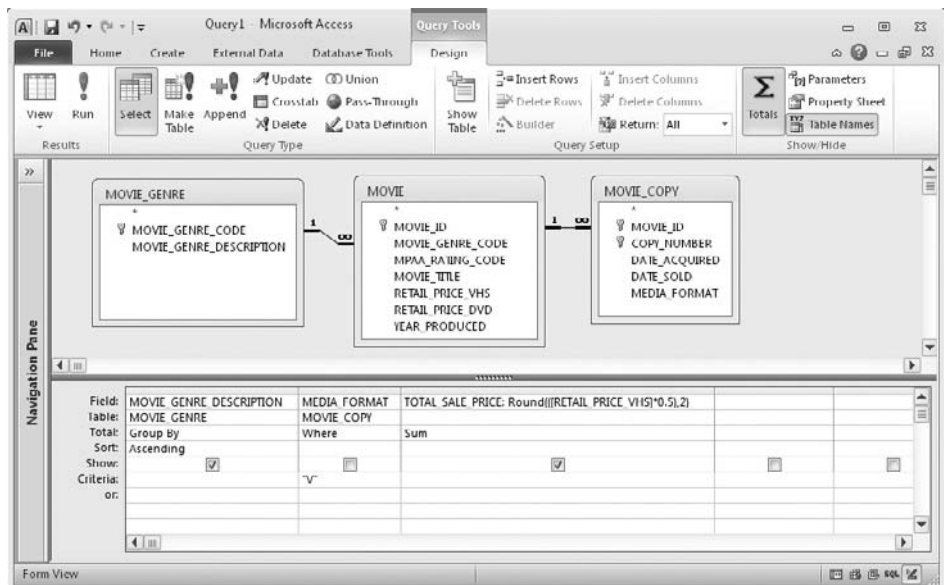 Query1 - Microsoft Access
Query Tools
File Home Create External Data Database Tools Design
View
Run
Results
Select
Make Table
Append
Update
Crosstab
Delete
Union
Pass-Through
Data Definition
Query Type
Show Table
Insert Rows
Delete Rows
Builder
Insert Columns
Delete Columns
Return: All
Query Setup
Totals
Parameters
Property Sheet
Table Names
Show/Hide
Navigation Pane
MOVIE_GENRE
*
MOVIE_GENRE_CODE
MOVIE_GENRE_DESCRIPTION
1
∞
MOVIE
*
MOVIE_ID
MOVIE_GENRE_CODE
MPAA_RATING_CODE
MOVIE_TITLE
RETAIL_PRICE_VHS
RETAIL_PRICE_DVD
YEAR_PRODUCED
1
∞
MOVIE_COPY
*
MOVIE_ID
COPY_NUMBER
DATE_ACQUIRED
DATE_SOLD
MEDIA_FORMAT
Field: MOVIE_GENRE_DESCRIPTION MEDIA_FORMAT TOTAL_SALE_PRICE: Round(([RETAIL_PRICE_VHS]*0.5),2)
Table: MOVIE_GENRE MOVIE_COPY
Total: Group By Where Sum
Sort: Ascending
Show:
Criteria: "V"
or:
Form View
SQL